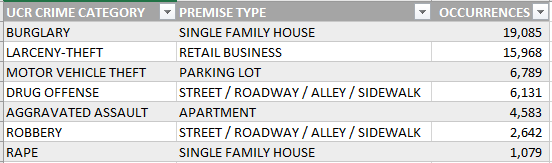 UCR CRIME CATEGORY PREMISE TYPE OCCURRENCES
BURGLARY SINGLE FAMILY HOUSE 19,085
LARCENY-THEFT RETAIL BUSINESS 15,968
MOTOR VEHICLE THEFT PARKING LOT 6,789
DRUG OFFENSE STREET / ROADWAY / ALLEY / SIDEWALK 6,131
AGGRAVATED ASSAULT APARTMENT 4,583
ROBBERY STREET / ROADWAY / ALLEY / SIDEWALK 2,642
RAPE SINGLE FAMILY HOUSE 1,079